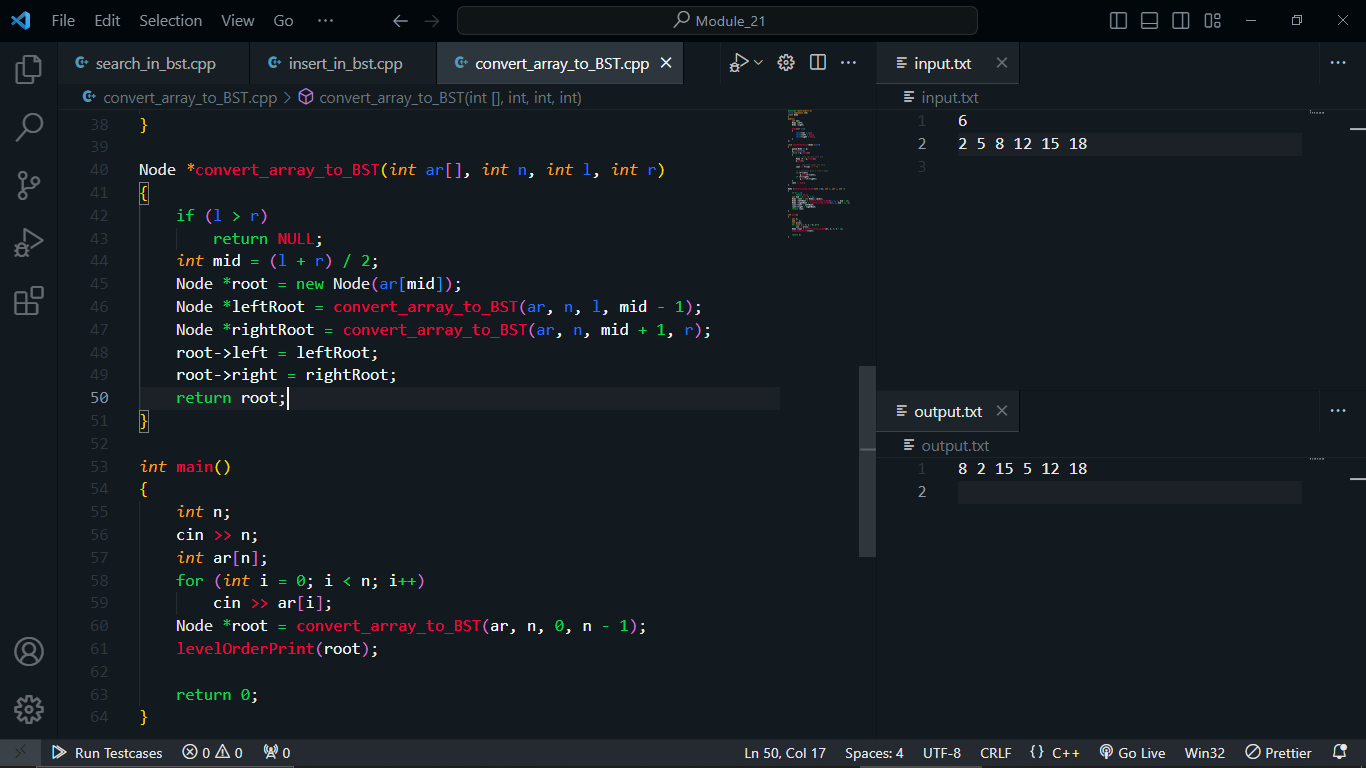 File Edit Selection View Go ··· Module_21
search_in_bst.cpp insert_in_bst.cpp convert_array_to_BST.cpp
convert_array_to_BST.cpp > convert_array_to_BST(int [], int, int, int)
38 }
39
40 Node *convert_array_to_BST(int ar[], int n, int l, int r)
41 {
42 if (l > r)
43 return NULL;
44 int mid = (l + r) / 2;
45 Node *root = new Node(ar[mid]);
46 Node *leftRoot = convert_array_to_BST(ar, n, l, mid - 1);
47 Node *rightRoot = convert_array_to_BST(ar, n, mid + 1, r);
48 root->left = leftRoot;
49 root->right = rightRoot;
50 return root;
51 }
52
53 int main()
54 {
55 int n;
56 cin >> n;
57 int ar[n];
58 for (int i = 0; i < n; i++)
59 cin >> ar[i];
60 Node *root = convert_array_to_BST(ar, n, 0, n - 1);
61 levelOrderPrint(root);
62
63 return 0;
64 }
input.txt
input.txt
1 6
2 2 5 8 12 15 18
3
output.txt
output.txt
1 8 2 15 5 12 18
2
Run Testcases 0 0 0 Ln 50, Col 17 Spaces: 4 UTF-8 CRLF {} C++ Go Live Win32 Prettier